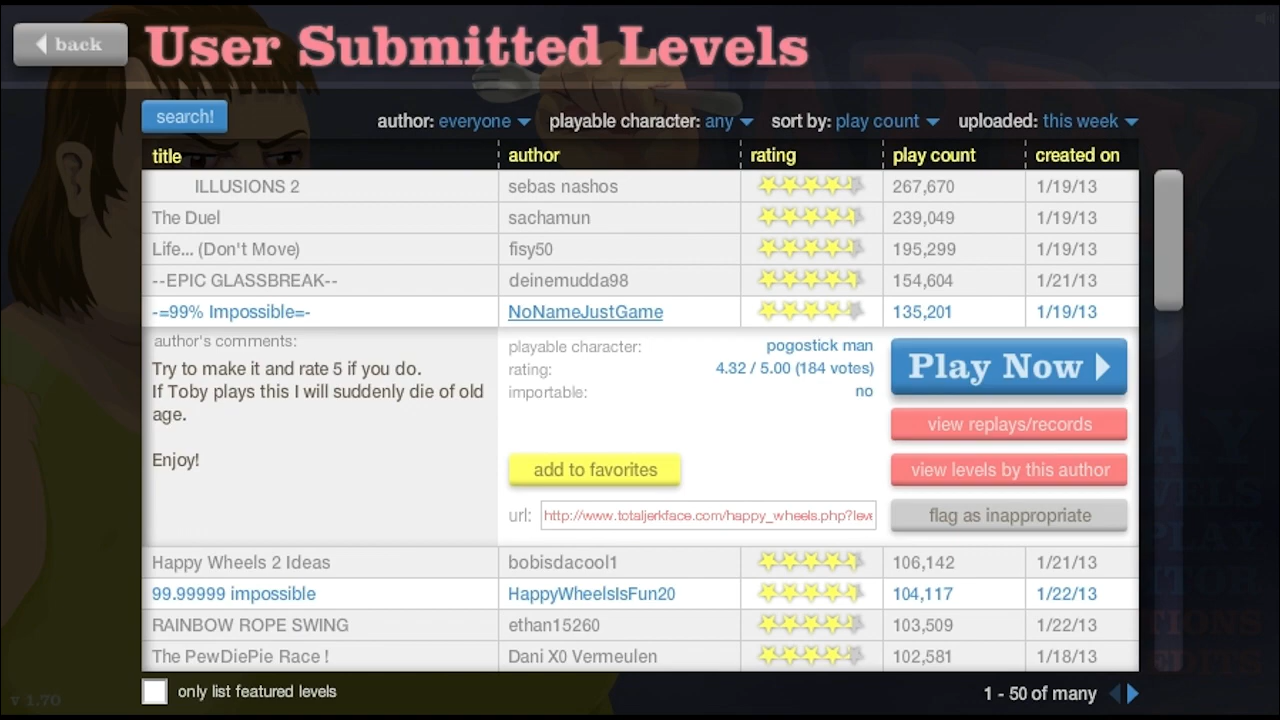 back
User Submitted Levels
search!
author: everyone playable character: any sort by: play count uploaded: this week
title author rating play count created on
ILLUSIONS 2 sebas nashos 267,670 1/19/13
The Duel sachamun 239,049 1/19/13
Life... (Don't Move) fisy50 195,299 1/19/13
--EPIC GLASSBREAK-- deinemudda98 154,604 1/21/13
-=99% Impossible=- NoNameJustGame 135,201 1/19/13
author's comments:
Try to make it and rate 5 if you do.
If Toby plays this I will suddenly die of old
age.
Enjoy!
playable character: pogostick man
rating: 4.32 / 5.00 (184 votes)
importable: no
add to favorites
url: http://www.totaljerkface.com/happy_wheels.php?leve
Play Now
view replays/records
view levels by this author
flag as inappropriate
Happy Wheels 2 Ideas bobisdacool1 106,142 1/21/13
99.99999 impossible HappyWheelsIsFun20 104,117 1/22/13
RAINBOW ROPE SWING ethan15260 103,509 1/22/13
The PewDiePie Race ! Dani X0 Vermeulen 102,581 1/18/13
only list featured levels
1 - 50 of many
v 1.70